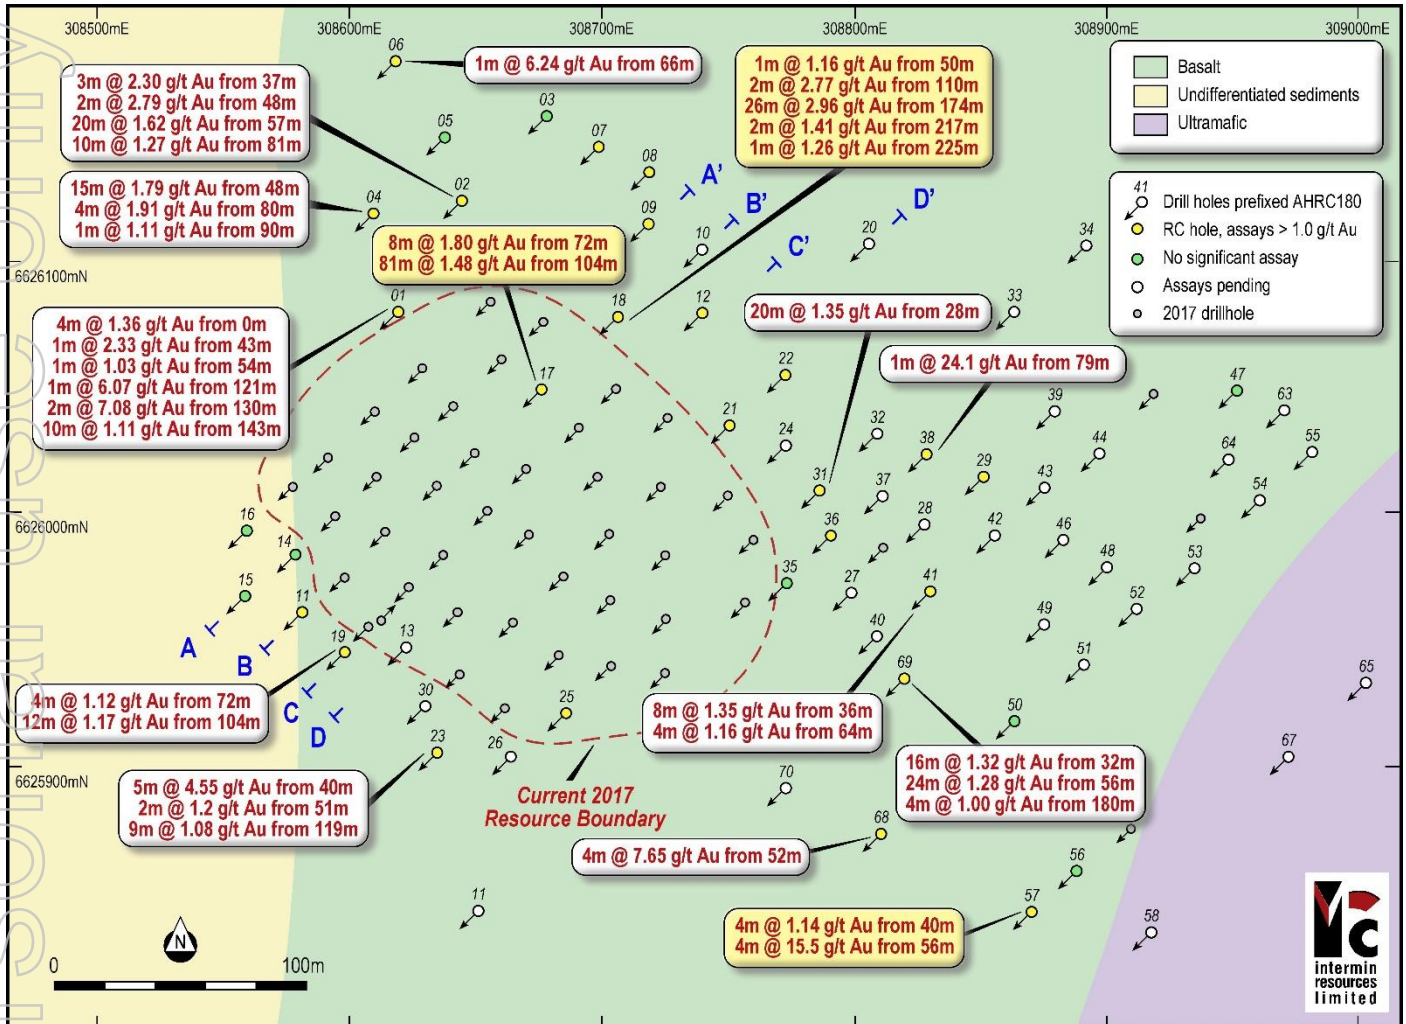 308500mE
308600mE
308700mE
308800mE
308900mE
309000mE
6626100mN
6626000mN
6625900mN
06
1m @ 6.24 g/t Au from 66m
3m @ 2.30 g/t Au from 37m
2m @ 2.79 g/t Au from 48m
20m @ 1.62 g/t Au from 57m
10m @ 1.27 g/t Au from 81m
1m @ 1.16 g/t Au from 50m
2m @ 2.77 g/t Au from 110m
26m @ 2.96 g/t Au from 174m
2m @ 1.41 g/t Au from 217m
1m @ 1.26 g/t Au from 225m
Basalt
Undifferentiated sediments
Ultramafic
41
Drill holes prefixed AHRC180
RC hole, assays > 1.0 g/t Au
No significant assay
Assays pending
2017 drillhole
03
05
07
08
15m @ 1.79 g/t Au from 48m
4m @ 1.91 g/t Au from 80m
1m @ 1.11 g/t Au from 90m
04
02
A'
B'
C'
D'
09
10
20
34
8m @ 1.80 g/t Au from 72m
81m @ 1.48 g/t Au from 104m
01
18
12
33
20m @ 1.35 g/t Au from 28m
4m @ 1.36 g/t Au from 0m
1m @ 2.33 g/t Au from 43m
1m @ 1.03 g/t Au from 54m
1m @ 6.07 g/t Au from 121m
2m @ 7.08 g/t Au from 130m
10m @ 1.11 g/t Au from 143m
1m @ 24.1 g/t Au from 79m
17
22
47
21
39
63
24
32
38
44
64
55
31
37
29
43
54
16
36
28
42
46
14
48
53
15
35
27
41
11
52
19
13
40
49
A
B
C
D
51
69
65
4m @ 1.12 g/t Au from 72m
12m @ 1.17 g/t Au from 104m
30
25
8m @ 1.35 g/t Au from 36m
4m @ 1.16 g/t Au from 64m
50
23
26
67
16m @ 1.32 g/t Au from 32m
24m @ 1.28 g/t Au from 56m
4m @ 1.00 g/t Au from 180m
5m @ 4.55 g/t Au from 40m
2m @ 1.2 g/t Au from 51m
9m @ 1.08 g/t Au from 119m
Current 2017
Resource Boundary
70
68
4m @ 7.65 g/t Au from 52m
56
11
57
58
4m @ 1.14 g/t Au from 40m
4m @ 15.5 g/t Au from 56m
N
0
100m
intermin
resources
limited